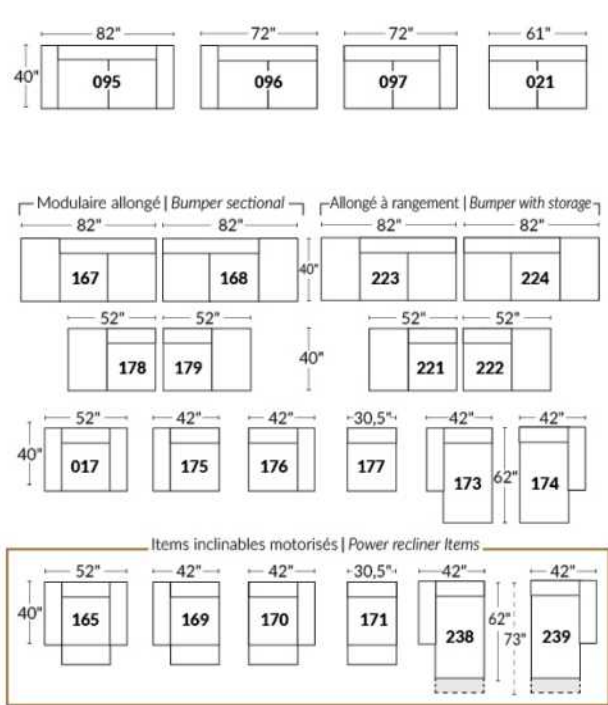 82" 72" 72" 61"
40" 095 096 097 021
Modulaire allongé | Bumper sectional Allongé à rangement | Bumper with storage
82" 82" 82" 82"
167 168 40" 223 224
52" 52" 52" 52"
178 179 40" 221 222
52" 42" 42" 30,5" 42" 42"
40" 017 175 176 177 173 62" 174
Items inclinables motorisés | Power recliner Items
52" 42" 42" 30,5" 42" 42"
40" 165 169 170 171 238 62" 73" 239